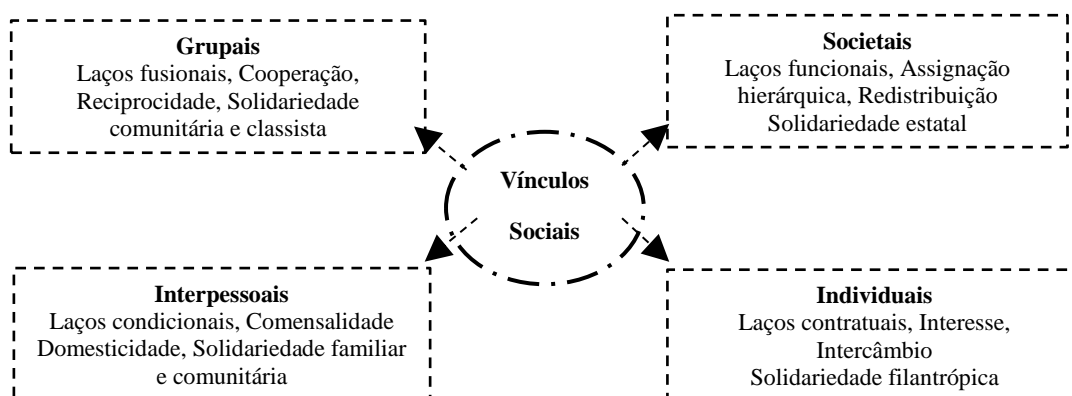 Grupais
Laços fusionais, Cooperação,
Reciprocidade, Solidariedade
comunitária e classista
Societais
Laços funcionais, Assignação
hierárquica, Redistribuição
Solidariedade estatal
Vínculos
Sociais
Interpessoais
Laços condicionais, Comensalidade
Domesticidade, Solidariedade familiar
e comunitária
Individuais
Laços contratuais, Interesse,
Intercâmbio
Solidariedade filantrópica